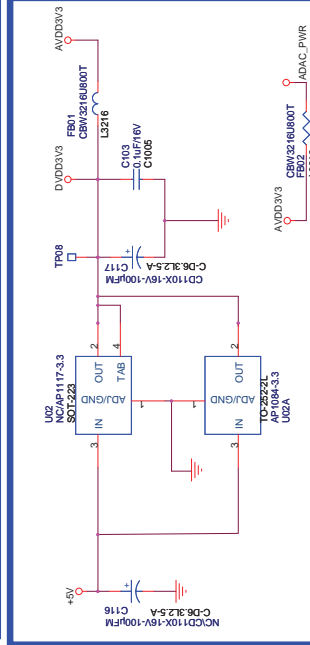 +5V
NC\CD110X-16V-100μFM
C116
C-D6.3L2.5-A
U02
NC/AP1117-3.3
SOT-223
3
IN
OUT
2
TAB
4
ADJ/GND
1
1
ADJ/GND
3
IN
OUT
2
TO-252-2L
AP1084-3.3
U02A
TP08
CD110X-16V-100μFM
C117
C-D6.3L2.5-A
DVDD3V3
C103
0.1uF/16V
C1005
FB01
CBW3216U800T
L3216
AVDD3V3
AVDD3V3
CBW3216U800T
FB02
ADAC_PWR